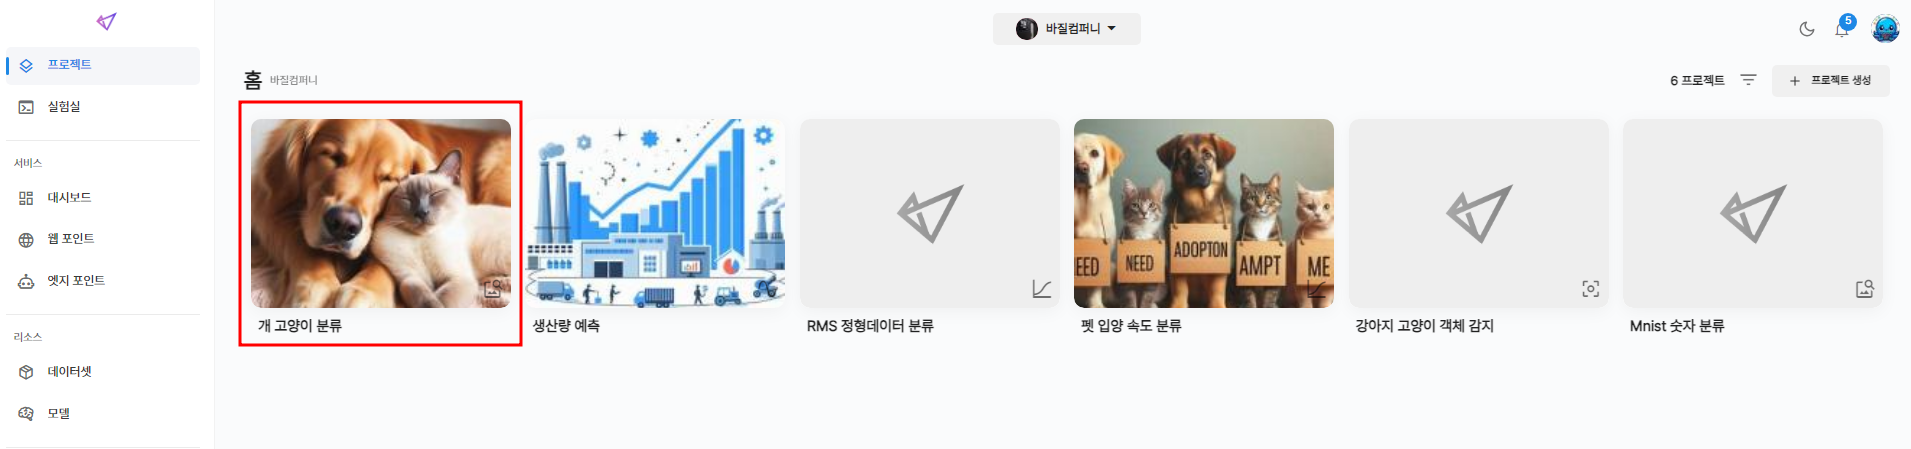 바질컴퍼니
5
프로젝트
실험실
서비스
대시보드
웹 포인트
엣지 포인트
리소스
데이터셋
모델
홈 바질컴퍼니
6 프로젝트
+ 프로젝트 생성
EED
NEED
ADOPTON
AMPT
ME
개 고양이 분류
생산량 예측
RMS 정형데이터 분류
펫 입양 속도 분류
강아지 고양이 객체 감지
Mnist 숫자 분류